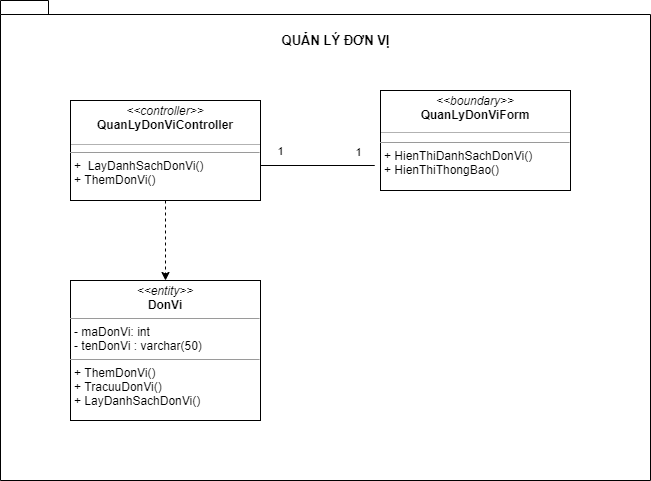 QUẢN LÝ ĐƠN VỊ
<<controller>>
QuanLyDonViController
+  LayDanhSachDonVi()
+ ThemDonVi()
1
1
<<boundary>>
QuanLyDonViForm
+ HienThiDanhSachDonVi()
+ HienThiThongBao()
<<entity>>
DonVi
- maDonVi: int
- tenDonVi : varchar(50)
+ ThemDonVi()
+ TracuuDonVi()
+ LayDanhSachDonVi()